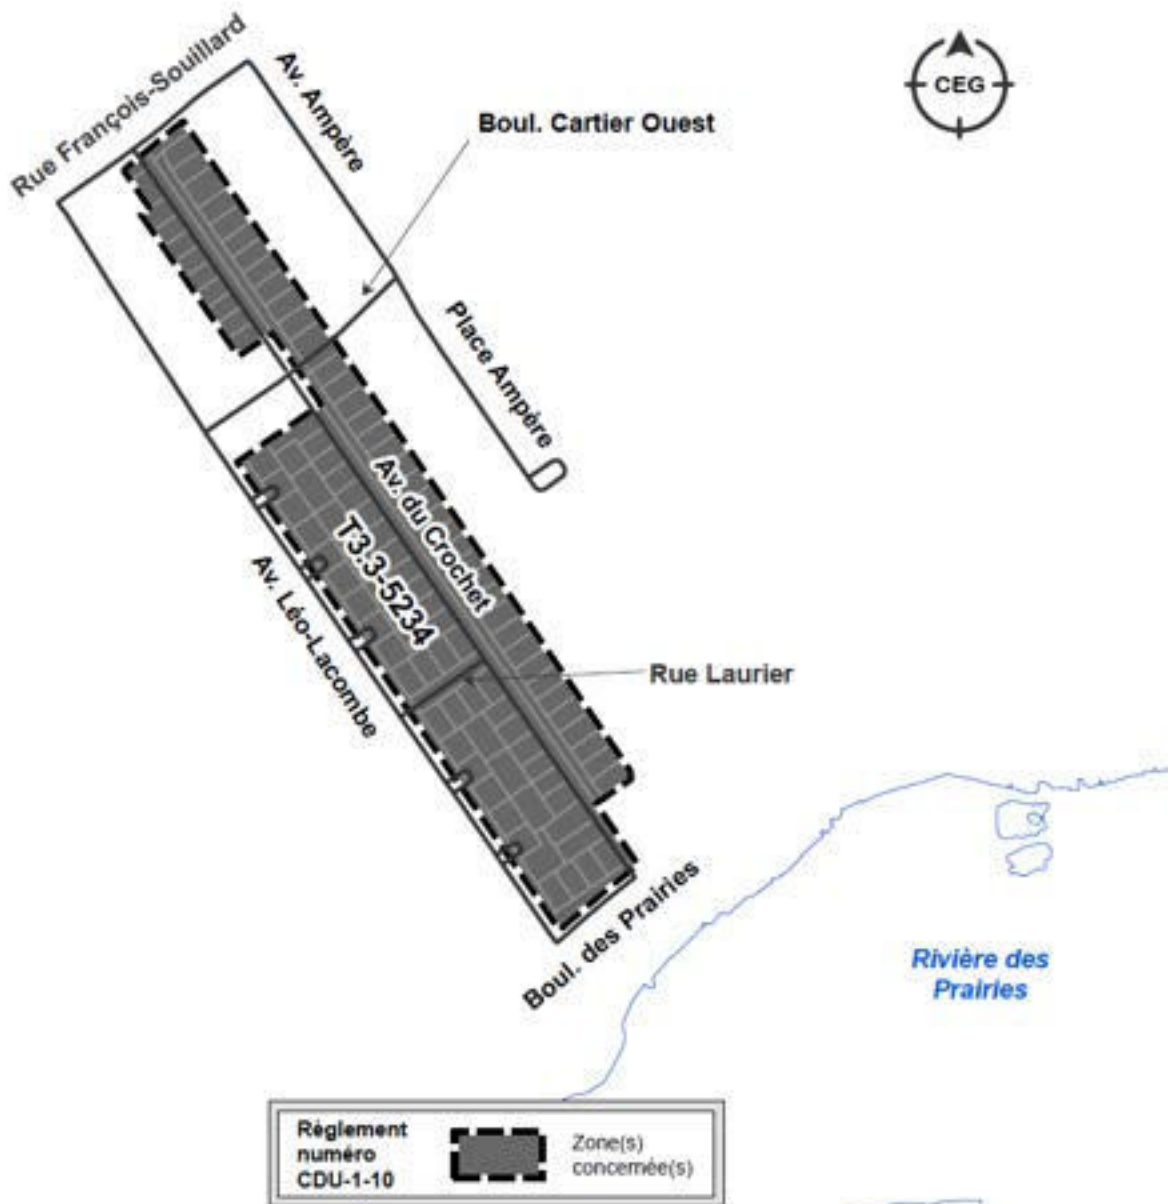 Rue François-Souillard
Av. Ampère
CEG
Boul. Cartier Ouest
Place Ampère
Av. du Crochet
T3.3-5234
Av. Léo-Lacombe
Rue Laurier
Boul. des Prairies
Rivière des
Prairies
Règlement
numéro
CDU-1-10
Zone(s)
concernée(s)